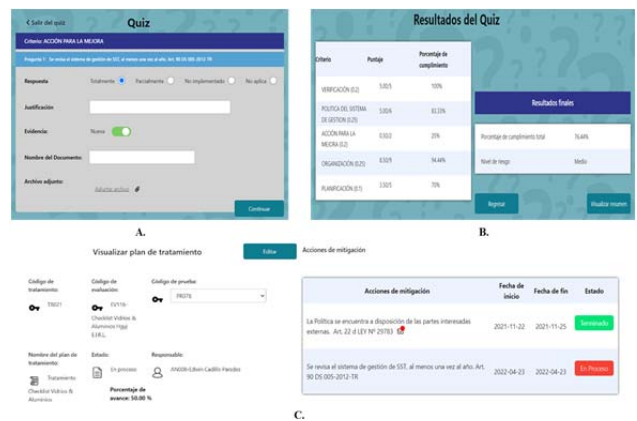 < Salir del quiz
Quiz
Criterio: ACCIÓN PARA LA MEJORA
Pregunta 1: Se revisa el sistema de gestión de SST, al menos una vez al año. Art. 90 DS 005-2012-TR
Respuesta
Totalmente
Parcialmente
No implementado
No aplica
Justificación
Evidencia:
Nueva
Nombre del Documento:
Archivo adjunto:
Adjuntar archivo
Continuar
A.
Resultados del Quiz
Criterio
Puntaje
Porcentaje de
cumplimiento
VERIFICACIÓN (0.2)
5.00/5
100%
POLITICA DEL SISTEMA
DE GESTION (0.25)
5.00/6
83.33%
ACCIÓN PARA LA
MEJORA (0.2)
0.50/2
25%
ORGANIZACIÓN (0.25)
8.50/9
94.44%
PLANIFICACIÓN (0.1)
3.50/5
70%
Resultados finales
Porcentaje de cumplimiento total
76.44%
Nivel de riesgo:
Medio
Regresar
Visualizar resumen
B.
Visualizar plan de tratamiento
Editar
Código de
tratamiento:
TR021
Código de
evaluación:
EV116-
Checklist Vidrios &
Aluminios
E.I.R.L.
Código de prueba:
PR078
Nombre del plan de
tratamiento:
Tratamiento
Checklist Vidrios &
Aluminios
Estado:
En proceso
Porcentaje de
avance: 50.00 %
Responsable:
AN008-Edwin Cadillo Paredes
Acciones de mitigación
Acciones de mitigación
Fecha de
inicio
Fecha de fin
Estado
La Política se encuentra a disposición de las partes interesadas
externas. Art. 22 d LEY N° 29783
2021-11-22
2021-11-25
Terminado
Se revisa el sistema de gestión de SST, al menos una vez al año. Art.
90 DS 005-2012-TR
2022-04-23
2022-04-23
En Proceso
C.